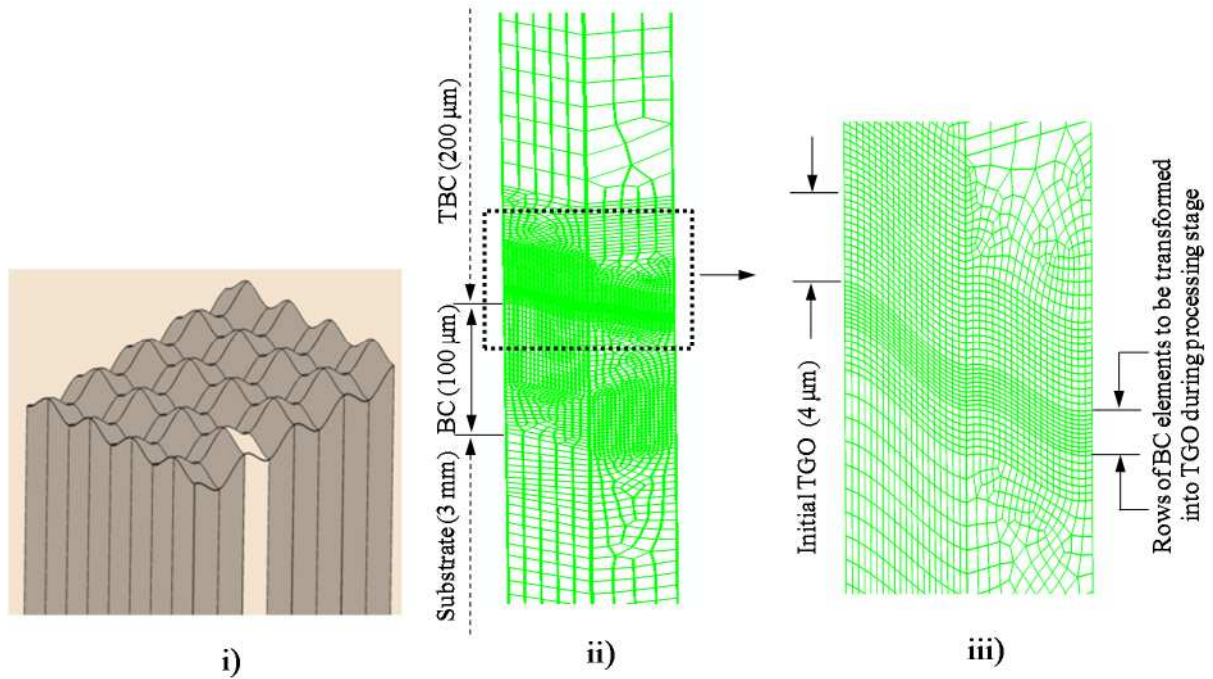 TBC (200 μm)
BC (100 μm)
Substrate (3 mm)
Initial TGO (4 μm)
Rows of BC elements to be transformed
into TGO during processing stage
i)
ii)
iii)